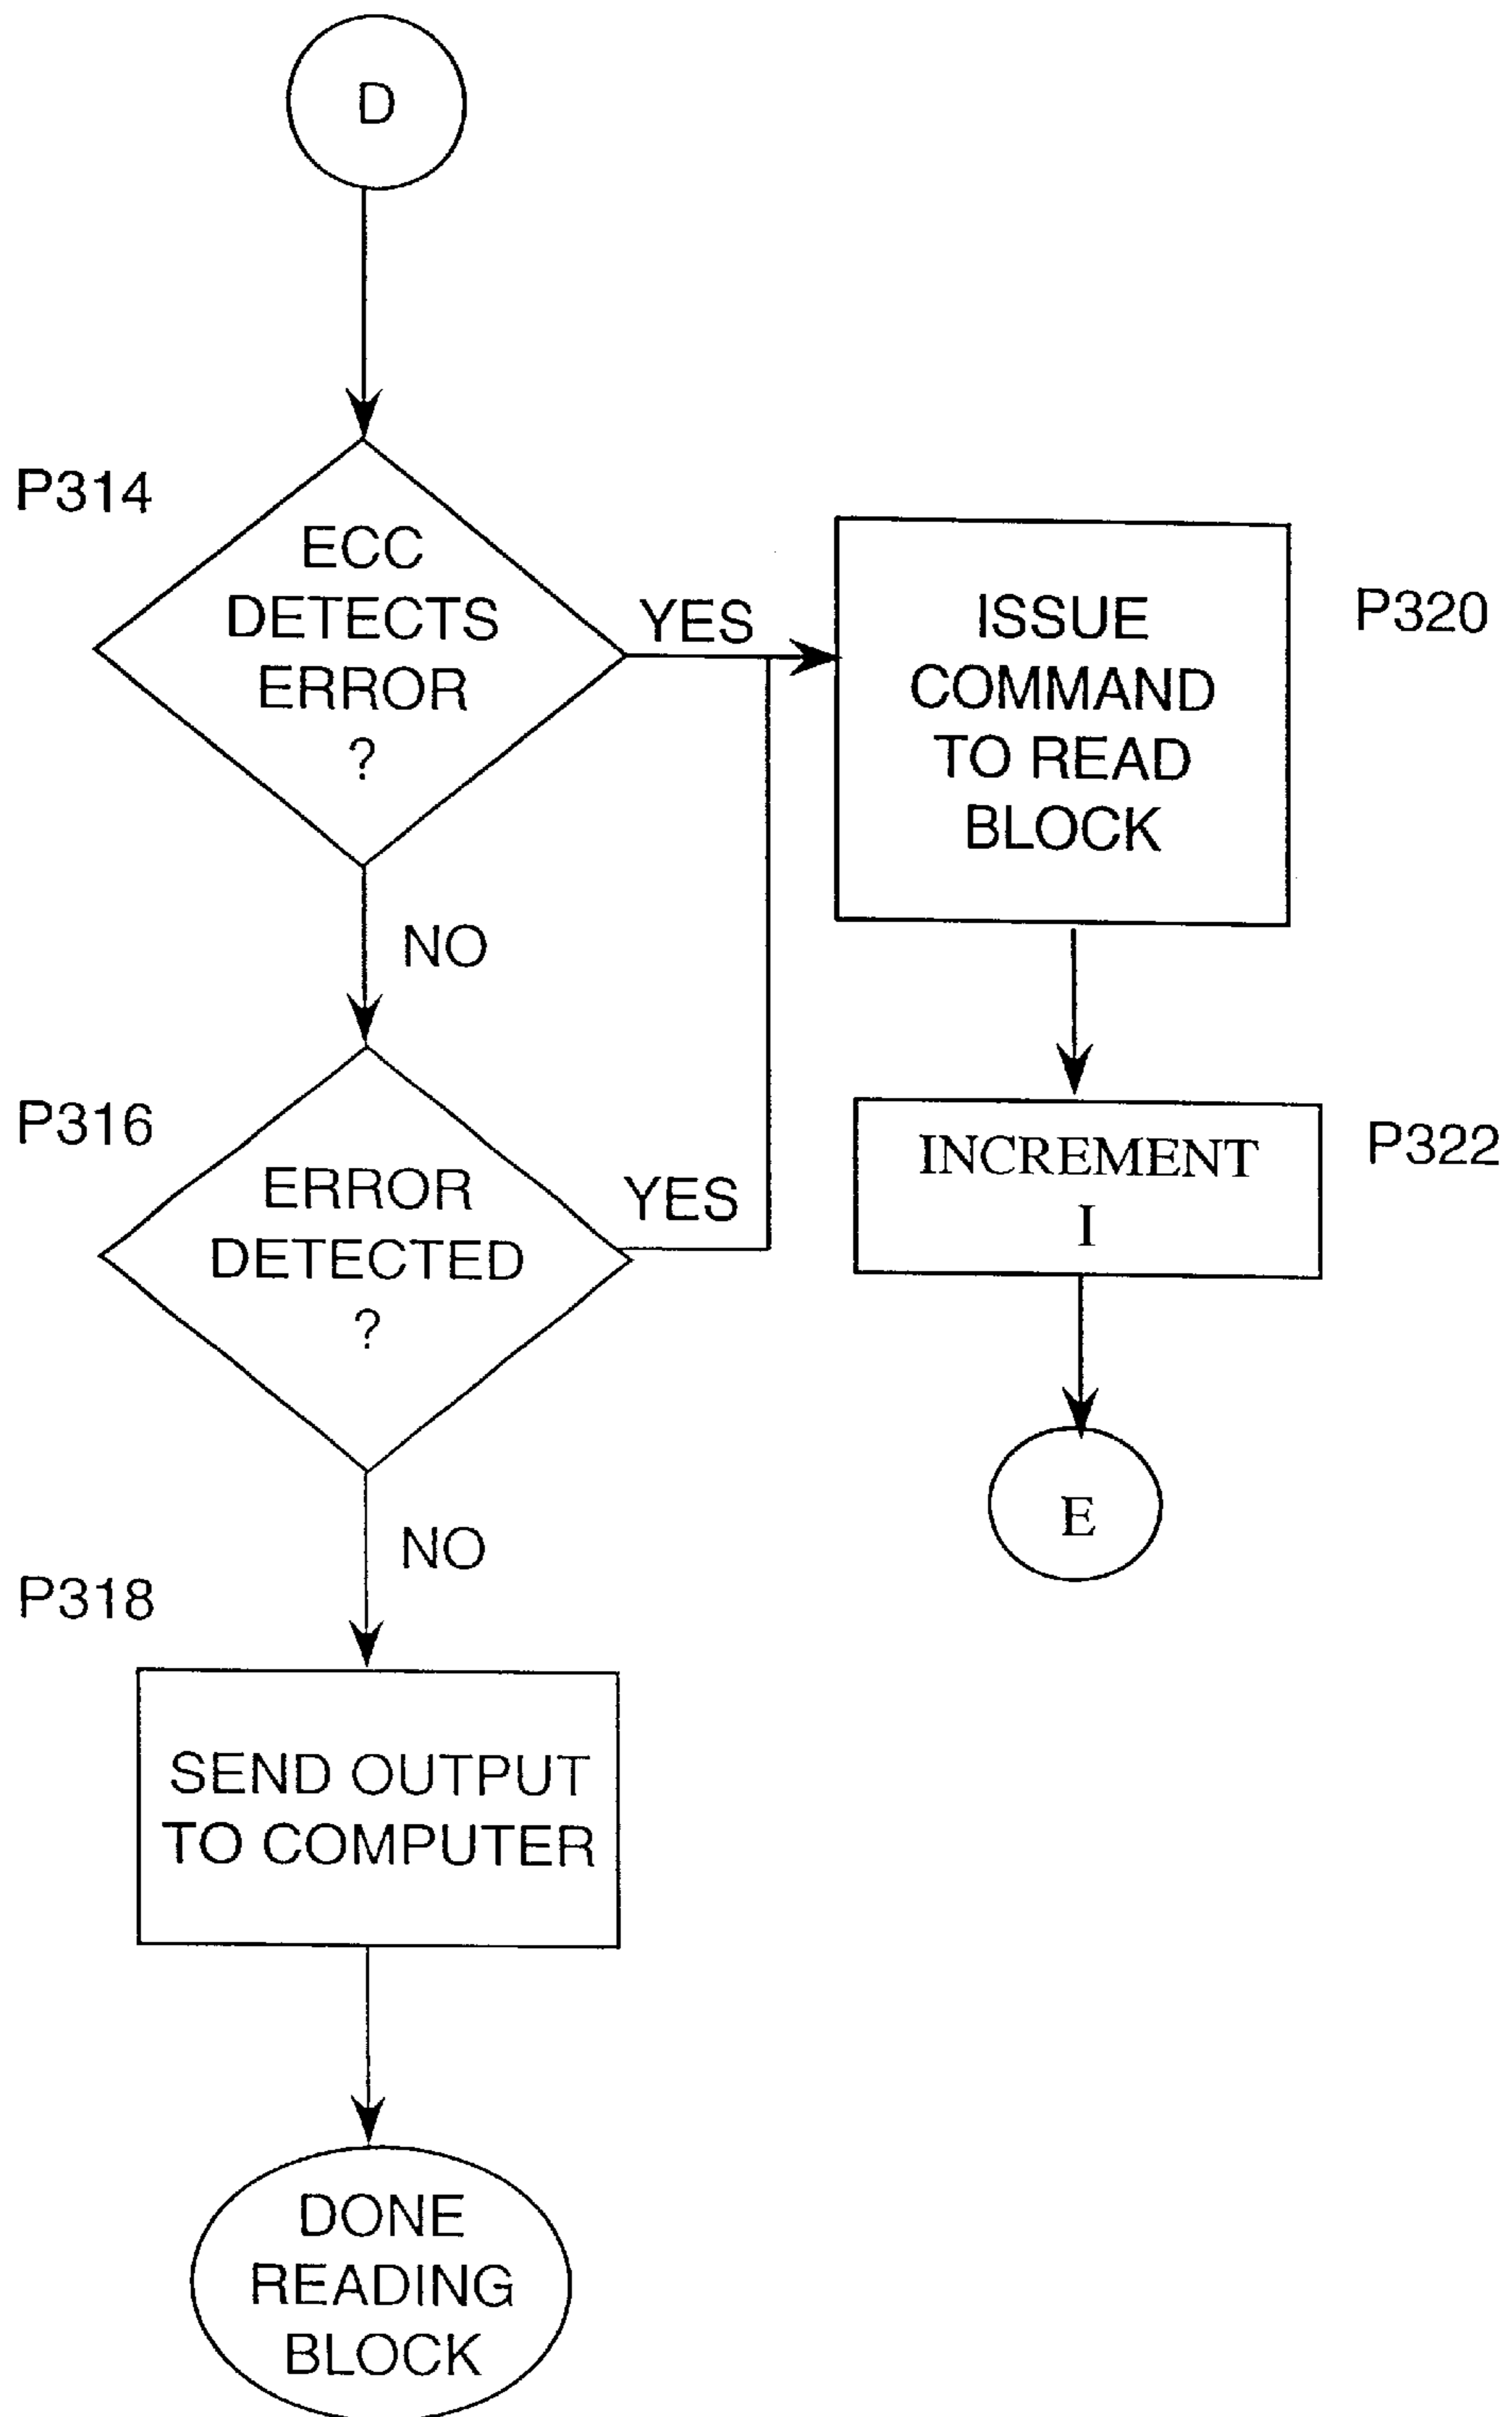 D
P314
ECC
DETECTS
ERROR
?
YES
ISSUE
COMMAND
TO READ
BLOCK
P320
NO
P316
ERROR
DETECTED
?
YES
INCREMENT
I
P322
E
NO
P318
SEND OUTPUT
TO COMPUTER
DONE
READING
BLOCK